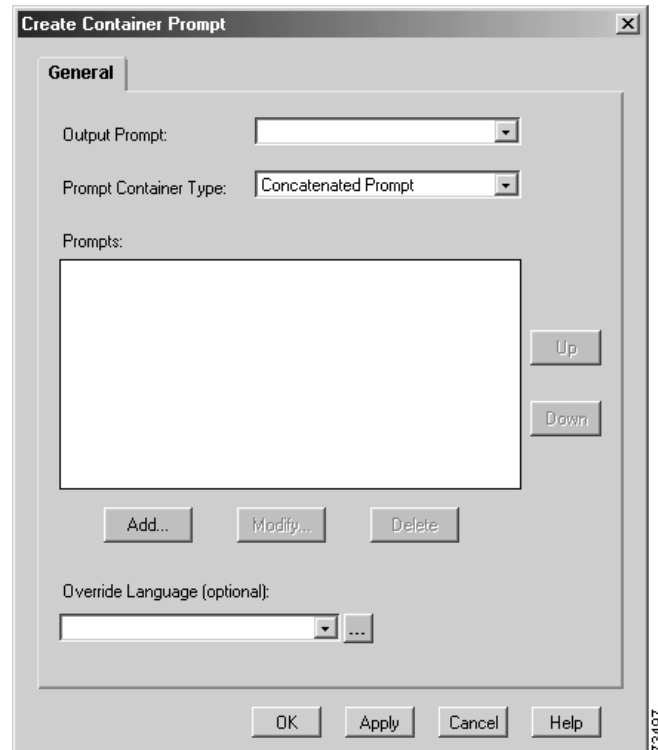 Create Container Prompt
General
Output Prompt:
Prompt Container Type: Concatenated Prompt
Prompts:
Up
Down
Add... Modify... Delete
Override Language (optional):
...
OK Apply Cancel Help